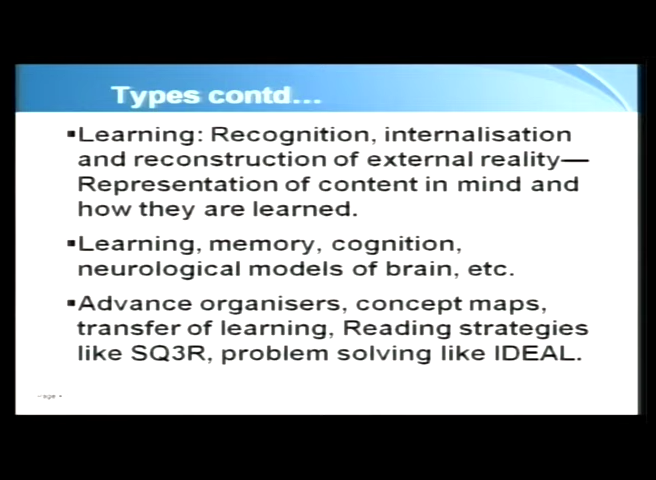 Types contd...
▪Learning: Recognition, internalisation
and reconstruction of external reality—
Representation of content in mind and
how they are learned.
▪Learning, memory, cognition,
neurological models of brain, etc.
▪Advance organisers, concept maps,
transfer of learning, Reading strategies
like SQ3R, problem solving like IDEAL.